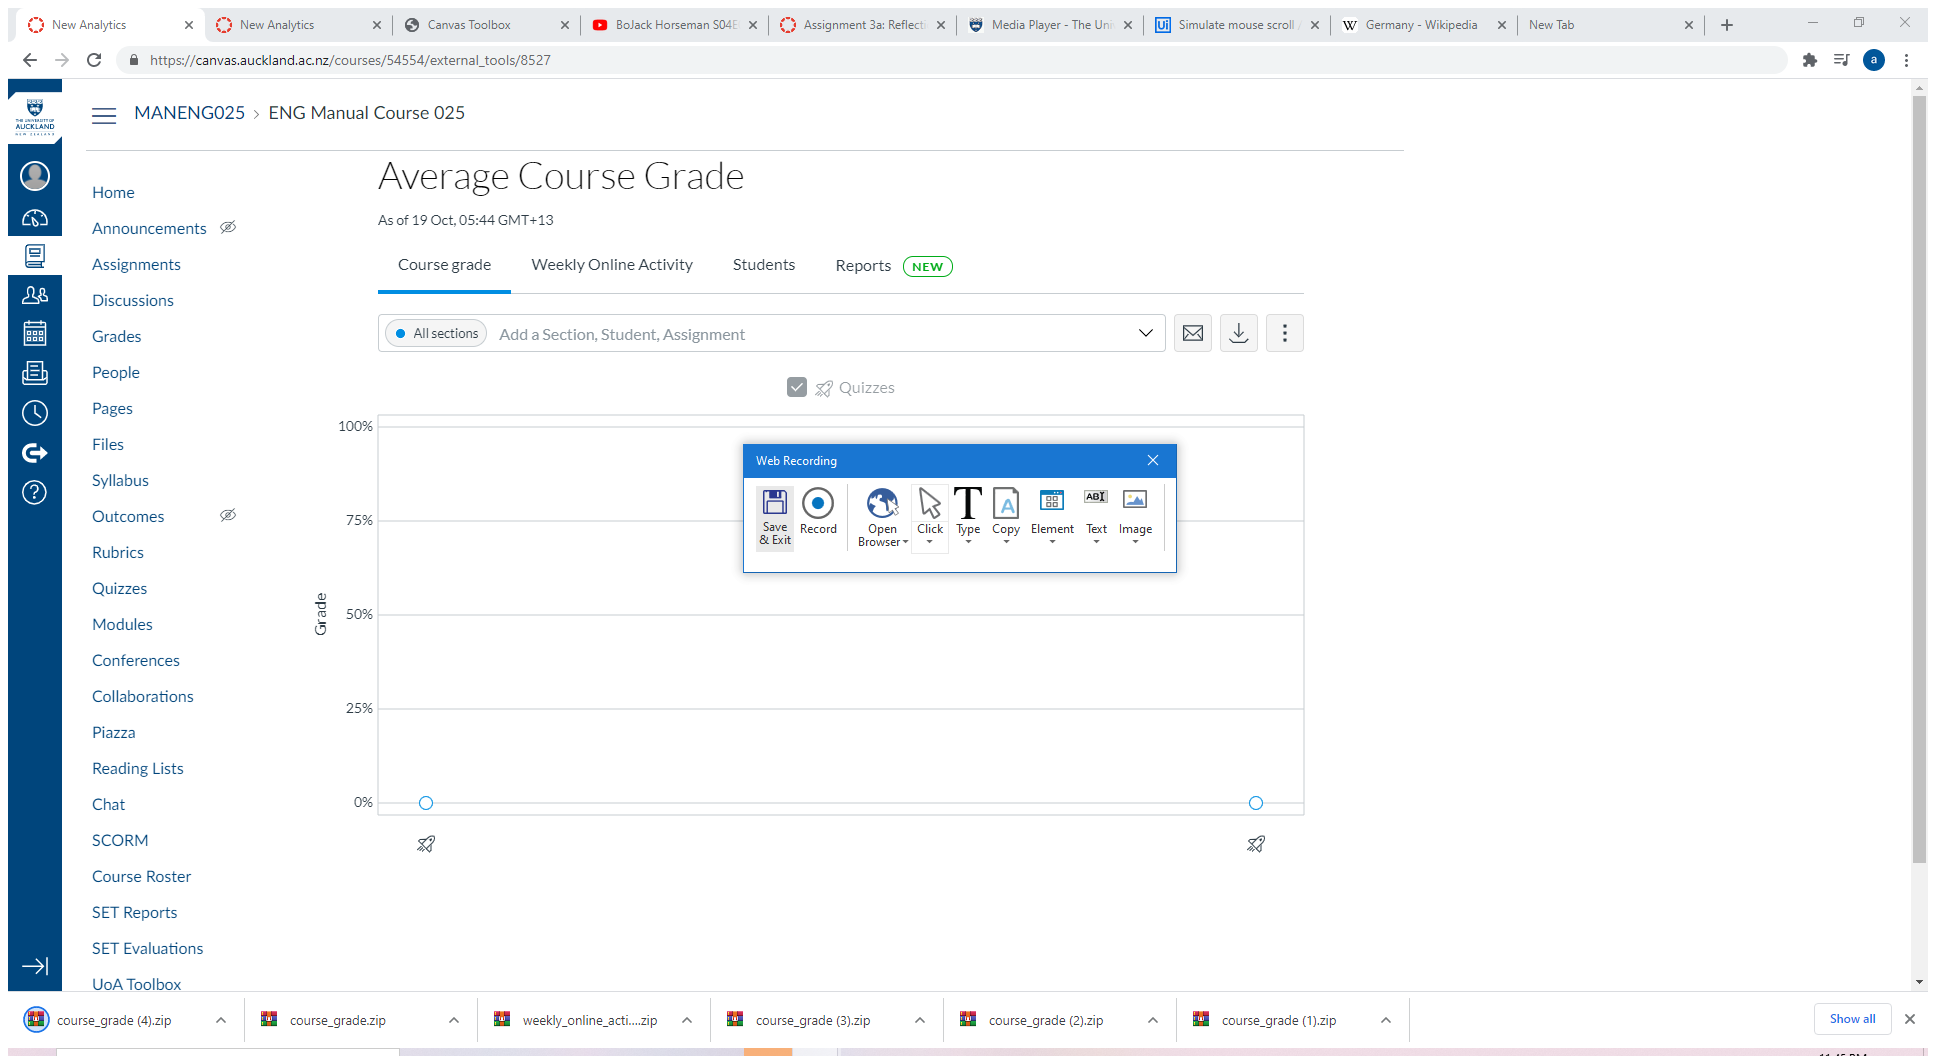 New Analytics
New Analytics
Canvas Toolbox
BoJack Horseman S04E
Assignment 3a: Reflecti
Media Player - The Uni
Ui Simulate mouse scroll
W Germany - Wikipedia
New Tab
https://canvas.auckland.ac.nz/courses/54554/external_tools/8527
a
THE UNIVERSITY OF
AUCKLAND
NEW ZEALAND
MANENG025 > ENG Manual Course 025
Average Course Grade
As of 19 Oct, 05:44 GMT+13
Home
Announcements
Assignments
Discussions
Grades
People
Pages
Files
Syllabus
Outcomes
Rubrics
Quizzes
Modules
Conferences
Collaborations
Piazza
Reading Lists
Chat
SCORM
Course Roster
SET Reports
SET Evaluations
UoA Toolbox
Course grade
Weekly Online Activity
Students
Reports NEW
All sections
Add a Section, Student, Assignment
Quizzes
100%
75%
50%
25%
0%
Grade
Web Recording
Save
& Exit
Record
Open
Browser
Click
T
Type
A
Copy
Element
ABI
Text
Image
course_grade (4).zip
course_grade.zip
weekly_online_acti....zip
course_grade (3).zip
course_grade (2).zip
course_grade (1).zip
Show all